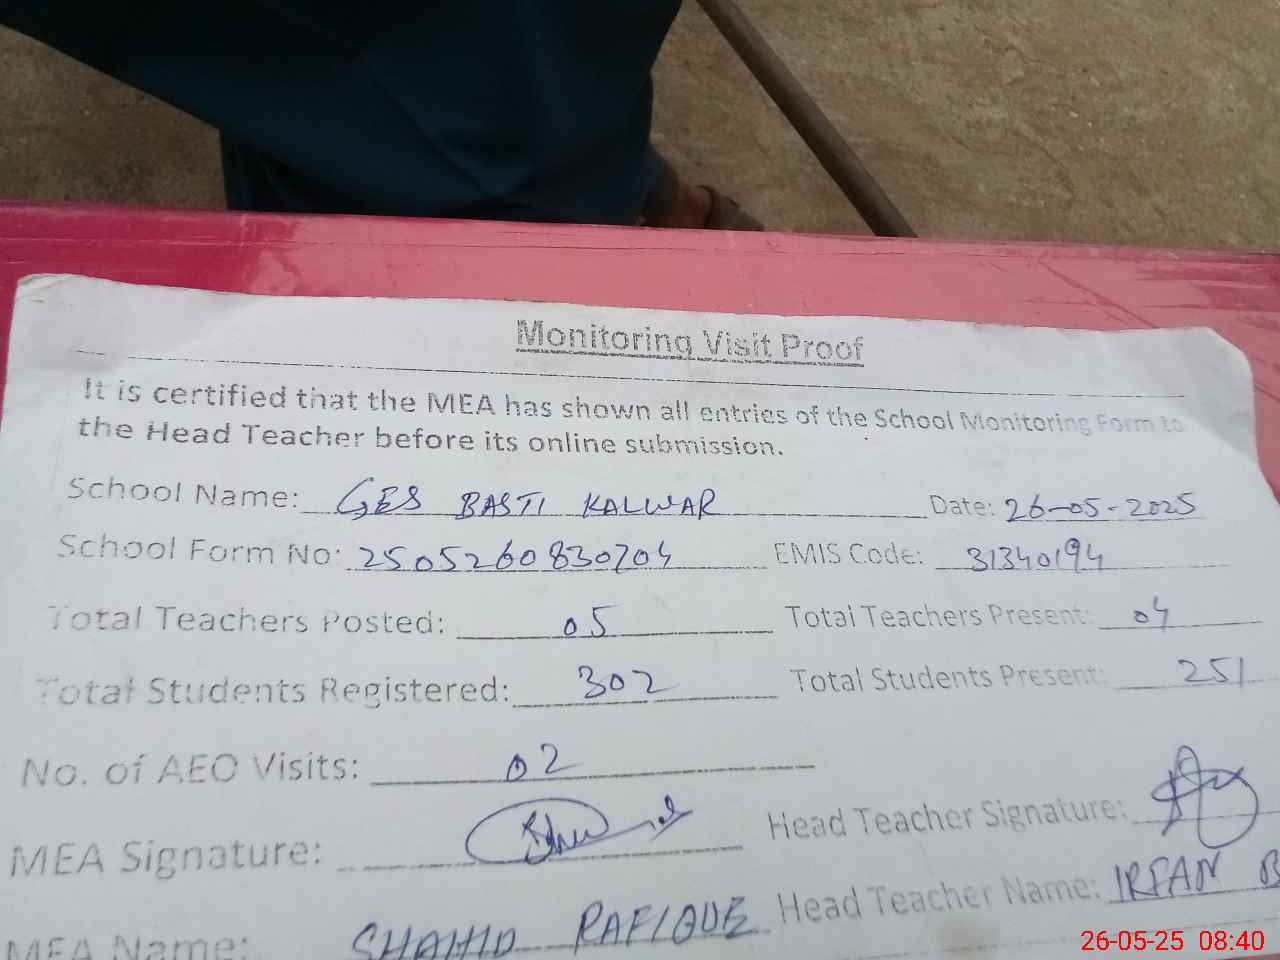 Monitoring Visit Proof
It is certified that the MEA has shown all entries of the School Monitoring Form to
the Head Teacher before its online submission.
School Name: GES BASTI KALWAR Date: 26-05-2025
School Form No: 2505260830704 EMIS Code: 31340194
Total Teachers Posted: 05 Total Teachers Present: 04
Total Students Registered: 302 Total Students Present: 251
No. of AEO Visits: 02
MEA Signature: Head Teacher Signature:
MEA Name: SHAHID RAFIQUE Head Teacher Name: IRFAN B
26-05-25 08:40